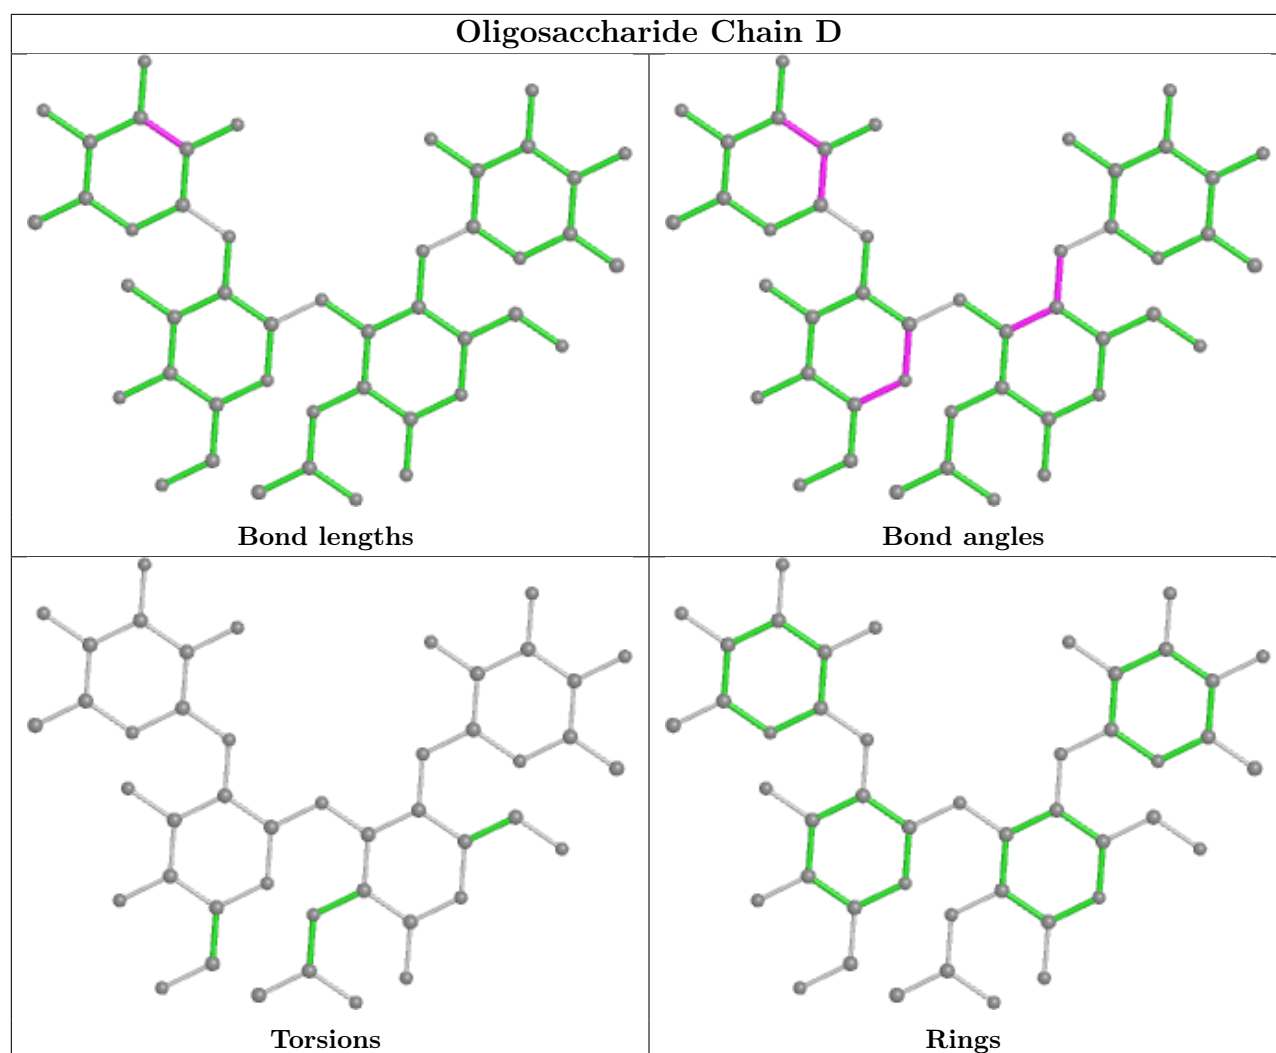 Oligosaccharide Chain D
Bond lengths
Bond angles
Torsions
Rings